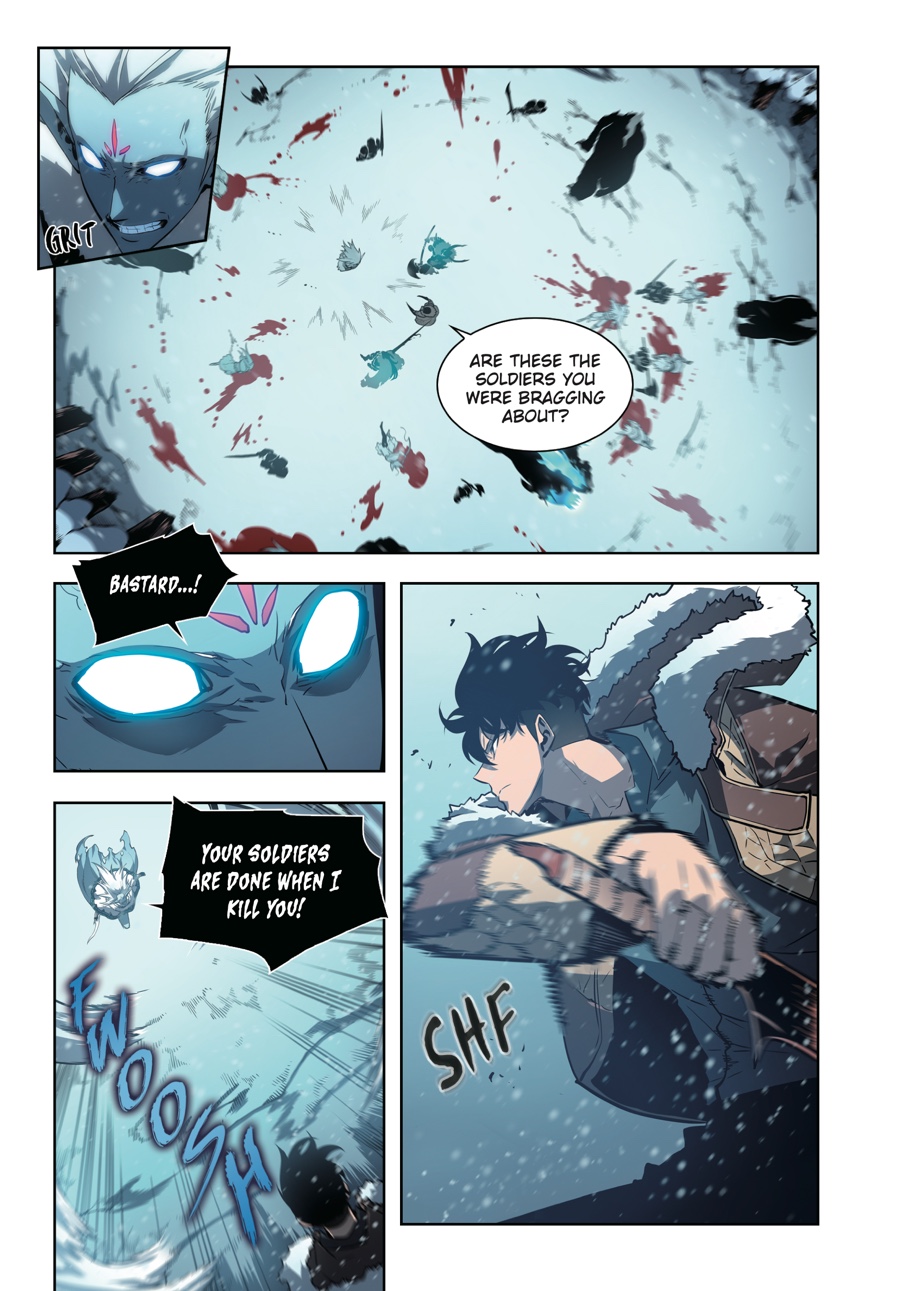 GRIT
ARE THESE THE
SOLDIERS YOU
WERE BRAGGING
ABOUT?
BASTARD...!
SHF
YOUR SOLDIERS
ARE DONE WHEN I
KILL YOU!
FWOOSH